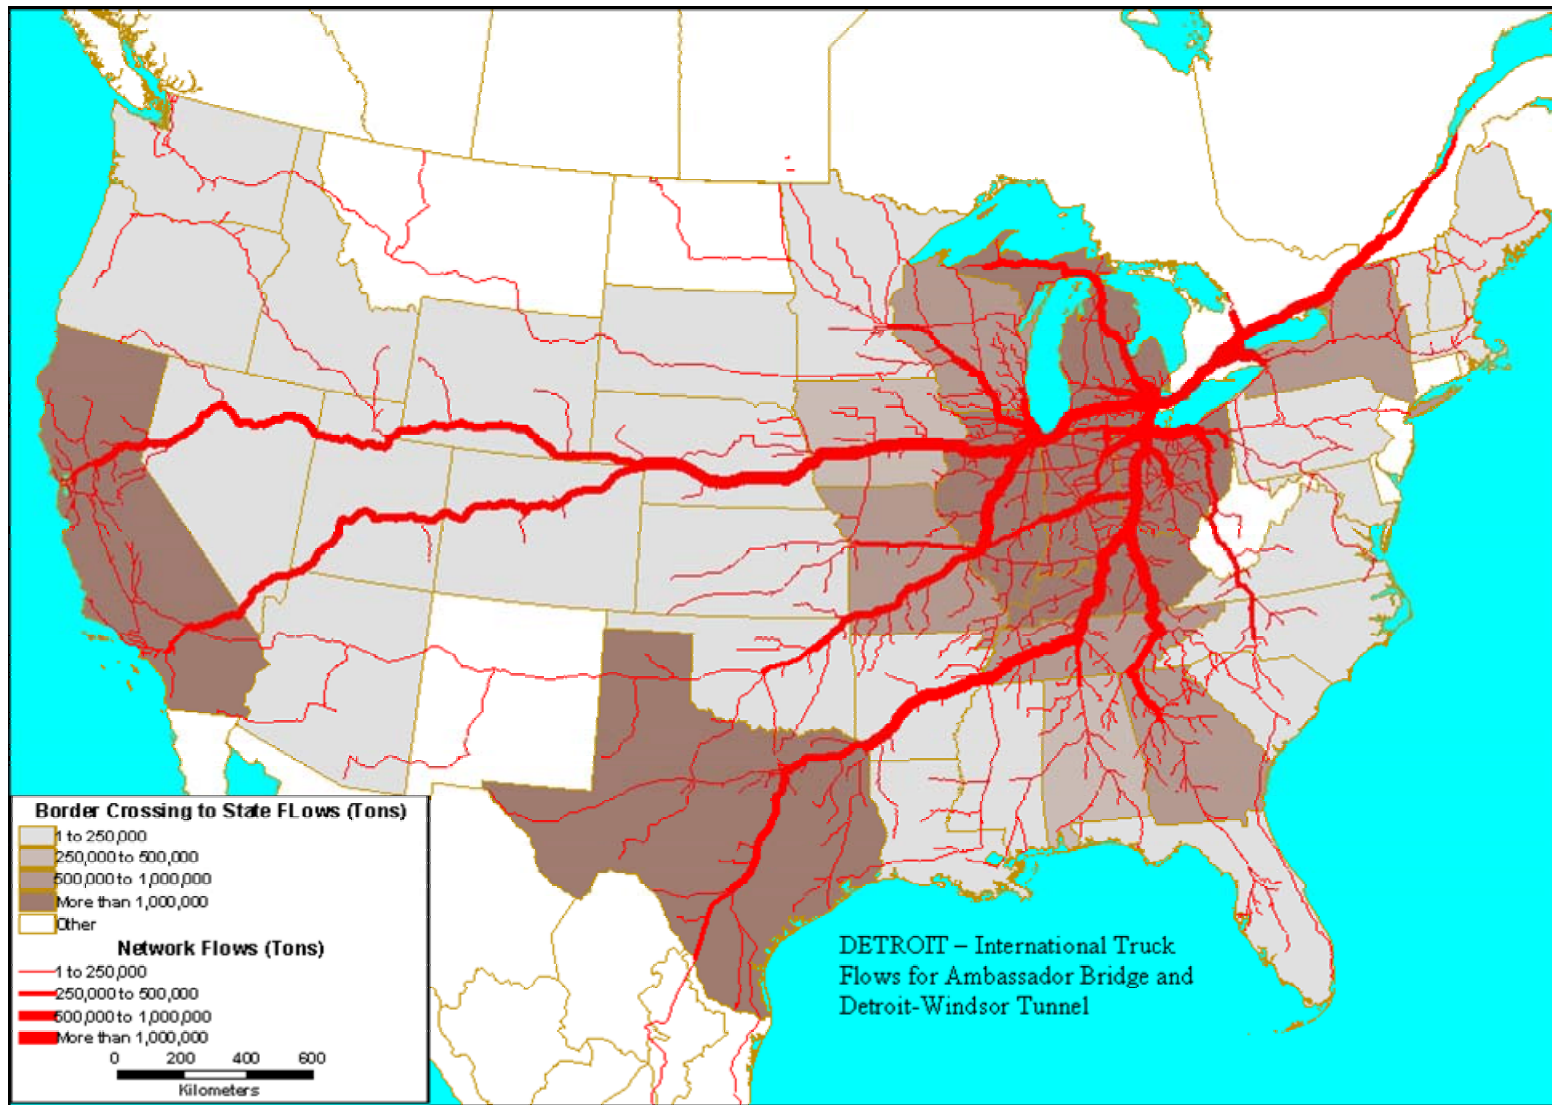 DETROIT – International Truck
Flows for Ambassador Bridge and
Detroit-Windsor Tunnel
Border Crossing to State FLows (Tons)
1 to 250,000
250,000 to 500,000
500,000 to 1,000,000
More than 1,000,000
Other
Network Flows (Tons)
1 to 250,000
250,000 to 500,000
500,000 to 1,000,000
More than 1,000,000
0 200 400 600
Kilometers